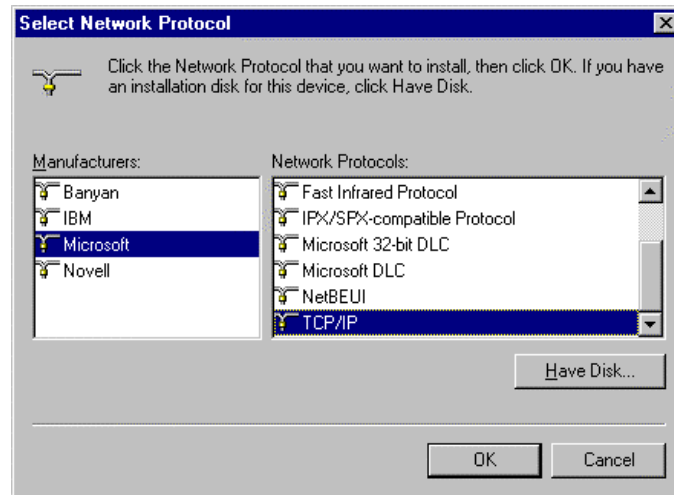 Select Network Protocol
Click the Network Protocol that you want to install, then click OK. If you have
an installation disk for this device, click Have Disk.
Manufacturers:
Banyan
IBM
Microsoft
Novell
Network Protocols:
Fast Infrared Protocol
IPX/SPX-compatible Protocol
Microsoft 32-bit DLC
Microsoft DLC
NetBEUI
TCP/IP
Have Disk...
OK
Cancel